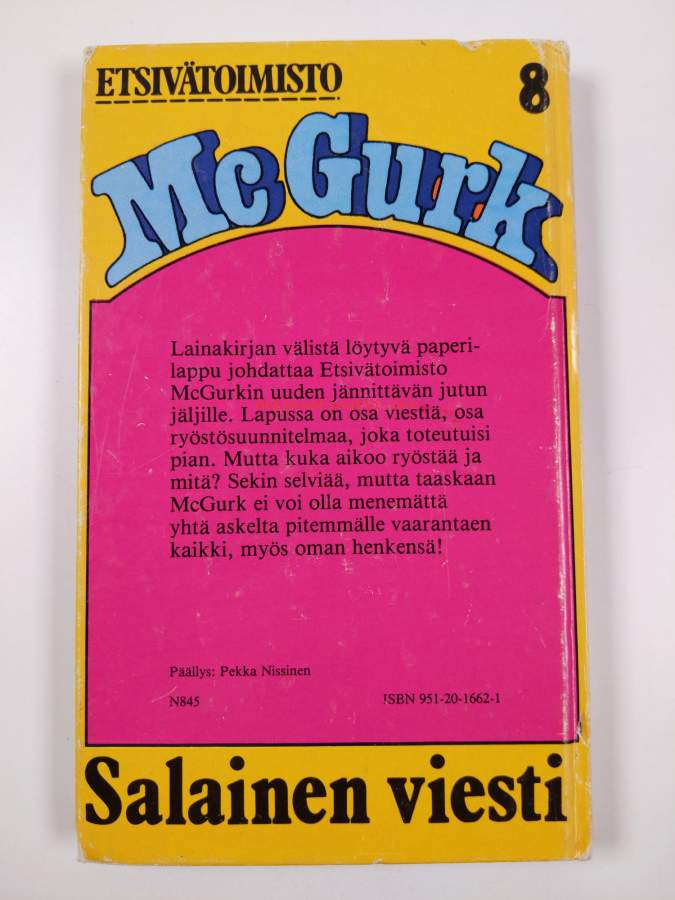 ETSIVÄTOIMISTO
8
McGurk
Lainakirjan välistä löytyvä paperi-
lappu johdattaa Etsivätoimisto
McGurkin uuden jännittävän jutun
jäljille. Lapussa on osa viestiä, osa
ryöstösuunnitelmaa, joka toteutuisi
pian. Mutta kuka aikoo ryöstää ja
mitä? Sekin selviää, mutta taaskaan
McGurk ei voi olla menemättä
yhtä askelta pitemmälle vaarantaen
kaikki, myös oman henkensä!
Päällys: Pekka Nissinen
N845
ISBN 951-20-1662-1
Salainen viesti